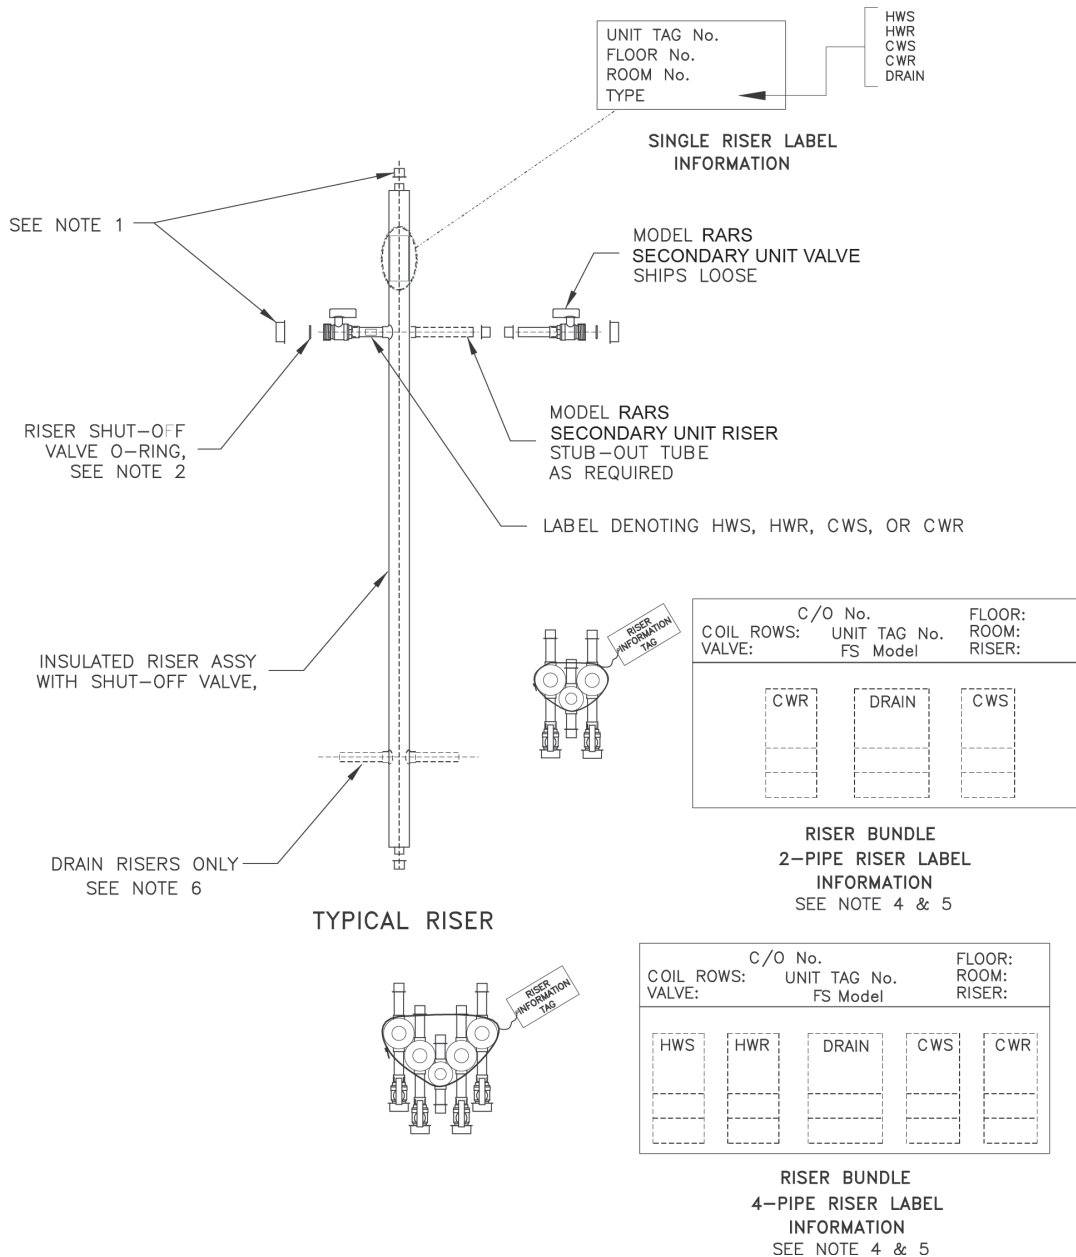 HWS
HWR
CWS
CWR
DRAIN
UNIT TAG No.
FLOOR No.
ROOM No.
TYPE
SINGLE RISER LABEL
INFORMATION
SEE NOTE 1
MODEL RARS
SECONDARY UNIT VALVE
SHIPS LOOSE
RISER SHUT-OFF
VALVE O-RING,
SEE NOTE 2
MODEL RARS
SECONDARY UNIT RISER
STUB-OUT TUBE
AS REQUIRED
LABEL DENOTING HWS, HWR, CWS, OR CWR
INSULATED RISER ASSY
WITH SHUT-OFF VALVE,
DRAIN RISERS ONLY
SEE NOTE 6
TYPICAL RISER
RISER
INFORMATION
TAG
C/O No. FLOOR:
COIL ROWS: UNIT TAG No. ROOM:
VALVE: FS Model RISER:
CWR DRAIN CWS
RISER BUNDLE
2-PIPE RISER LABEL
INFORMATION
SEE NOTE 4 & 5
RISER
INFORMATION
TAG
C/O No. FLOOR:
COIL ROWS: UNIT TAG No. ROOM:
VALVE: FS Model RISER:
HWS HWR DRAIN CWS CWR
RISER BUNDLE
4-PIPE RISER LABEL
INFORMATION
SEE NOTE 4 & 5